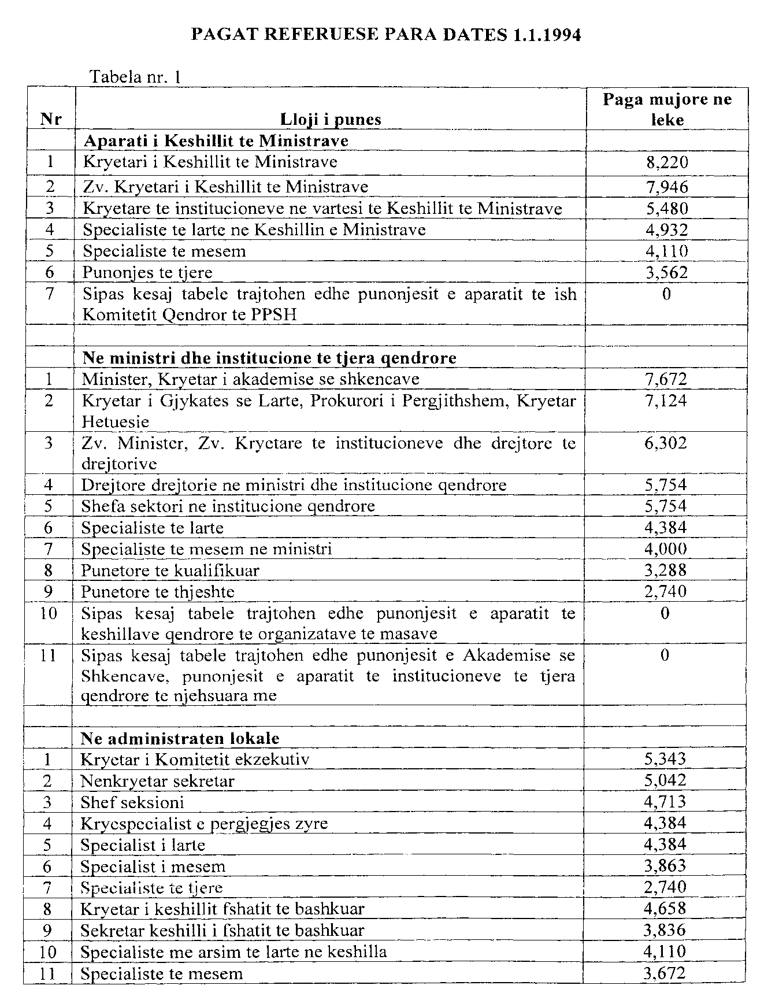 PAGAT REFERUESE PARA DATES 1.1.1994
Tabela nr. 1
Nr Lloji i punes Paga mujore ne leke
Aparati i Keshillit te Ministrave
1 Kryetari i Keshillit te Ministrave 8,220
2 Zv. Kryetari i Keshillit te Ministrave 7,946
3 Kryetare te institucioneve ne vartesi te Keshillit te Ministrave 5,480
4 Specialiste te larte ne Keshillin e Ministrave 4,932
5 Specialiste te mesem 4,110
6 Punonjes te tjere 3,562
7 Sipas kesaj tabele trajtohen edhe punonjesit e aparatit te ish 0
Komitetit Qendror te PPSH
Ne ministri dhe institucione te tjera qendrore
1 Minister, Kryetar i akademise se shkencave 7,672
2 Kryetar i Gjykates se Larte, Prokurori i Pergjithshem, Kryetar 7,124
Hetuesie
3 Zv. Minister, Zv. Kryetare te institucioneve dhe drejtore te 6,302
drejtorive
4 Drejtore drejtorie ne ministri dhe institucione qendrore 5,754
5 Shefa sektori ne institucione qendrore 5,754
6 Specialiste te larte 4,384
7 Specialiste te mesem ne ministri 4,000
8 Punetore te kualifikuar 3,288
9 Punetore te thjeshte 2,740
10 Sipas kesaj tabele trajtohen edhe punonjesit e aparatit te 0
keshillave qendrore te organizatave te masave
11 Sipas kesaj tabele trajtohen edhe punonjesit e Akademise se 0
Shkencave, punonjesit e aparatit te institucioneve te tjera
qendrore te njehsuara me
Ne administraten lokale
1 Kryetar i Komitetit ekzekutiv 5,343
2 Nenkryetar sekretar 5,042
3 Shef seksioni 4,713
4 Kryespecialist e pergjegjes zyre 4,384
5 Specialist i larte 4,384
6 Specialist i mesem 3,863
7 Specialiste te tjere 2,740
8 Kryetar i keshillit fshatit te bashkuar 4,658
9 Sekretar keshilli i fshatit te bashkuar 3,836
10 Specialiste me arsim te larte ne keshilla 4,110
11 Specialiste te mesem 3,672